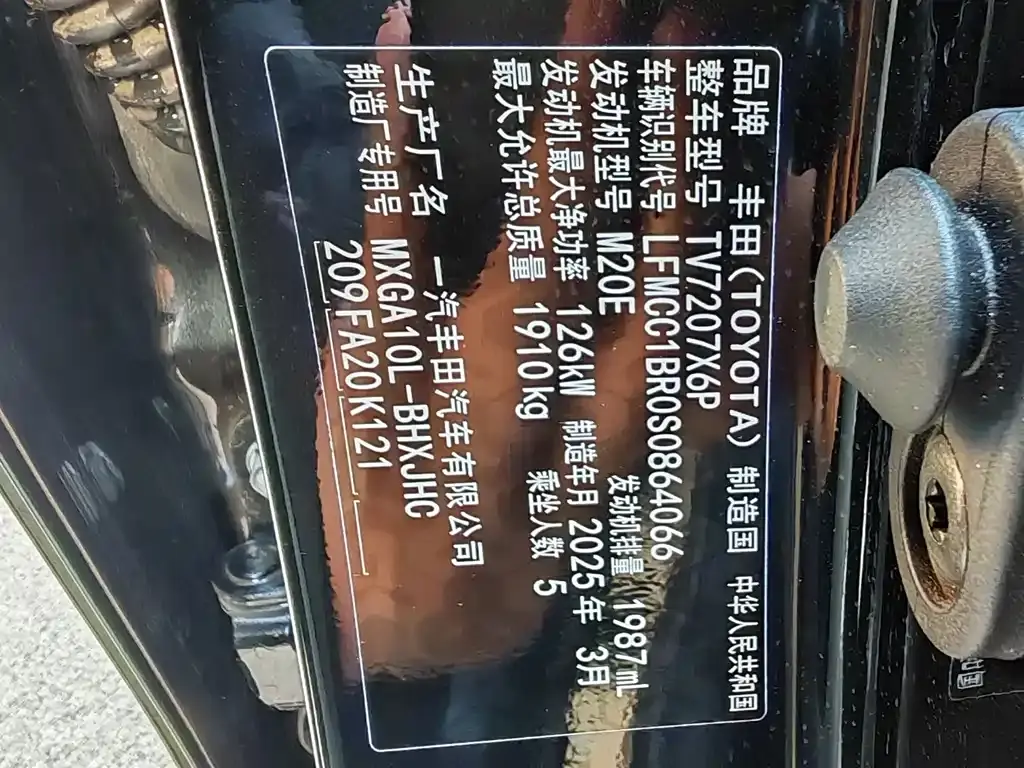 品牌 丰田(TOYOTA) 制造国 中华人民共和国
整车型号 TV7207X6P
车辆识别代号 LFMCC1BR0S0864066
发动机型号 M20E 发动机排量 1987mL
发动机最大净功率 126kW 制造年月 2025年 3月
最大允许总质量 1910kg 乘坐人数 5
生产厂名 一汽丰田汽车有限公司
制造厂专用号 MXGA10L-BHXJHC
209FA20K121